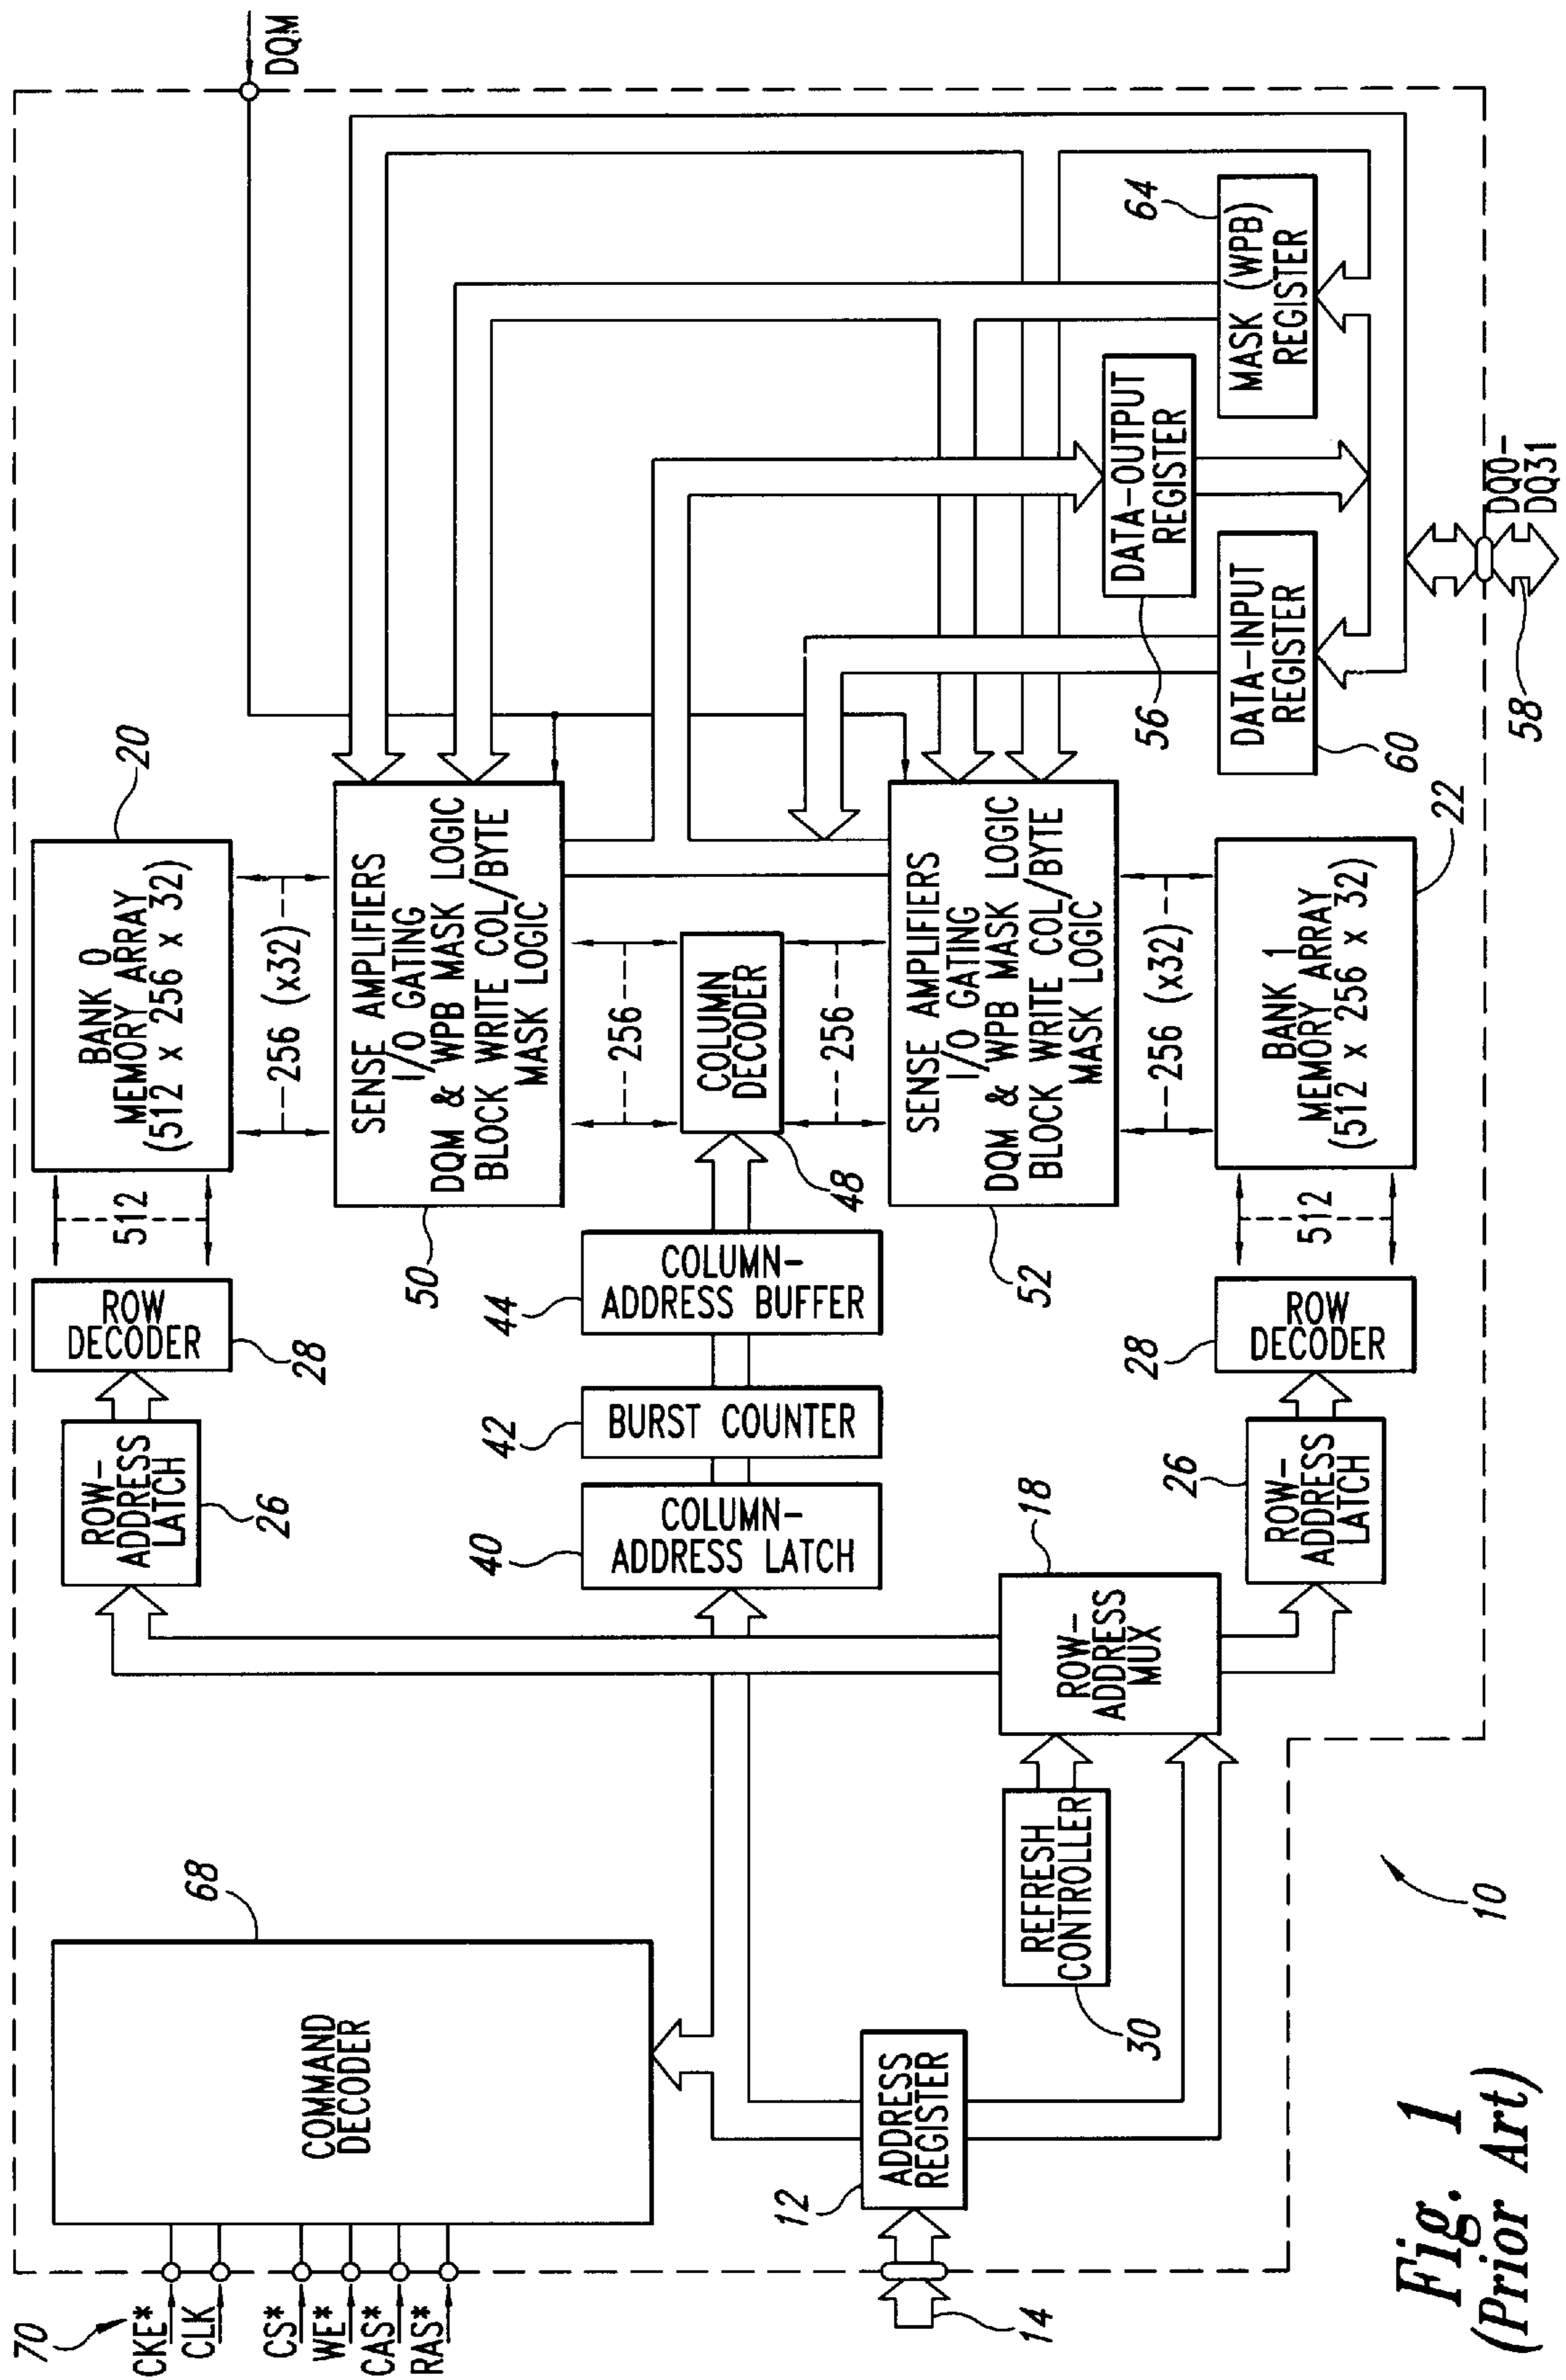 70
CKE*
CLK
CS*
WE*
CAS*
RAS*
68
COMMAND
DECODER
ROW-
ADDRESS
LATCH
26
ROW
DECODER
28
512
BANK 0
MEMORY ARRAY
(512 x 256 x 32)
20
256 (x32)
SENSE AMPLIFIERS
I/O GATING
DQM & WPB MASK LOGIC
BLOCK WRITE COL/BYTE
MASK LOGIC
50
DQM
256
40
COLUMN-
ADDRESS LATCH
42
BURST COUNTER
44
COLUMN-
ADDRESS BUFFER
COLUMN
DECODER
48
256
14
12
ADDRESS
REGISTER
REFRESH
CONTROLLER
30
18
ROW-
ADDRESS
MUX
52
SENSE AMPLIFIERS
I/O GATING
DQM & WPB MASK LOGIC
BLOCK WRITE COL/BYTE
MASK LOGIC
256 (x32)
26
ROW-
ADDRESS
LATCH
28
ROW
DECODER
512
BANK 1
MEMORY ARRAY
(512 x 256 x 32)
22
DATA-OUTPUT
REGISTER
56
DATA-INPUT
REGISTER
60
64
MASK (WPB)
REGISTER
58
DQ0-
DQ31
10
Fig. 1
(Prior Art)